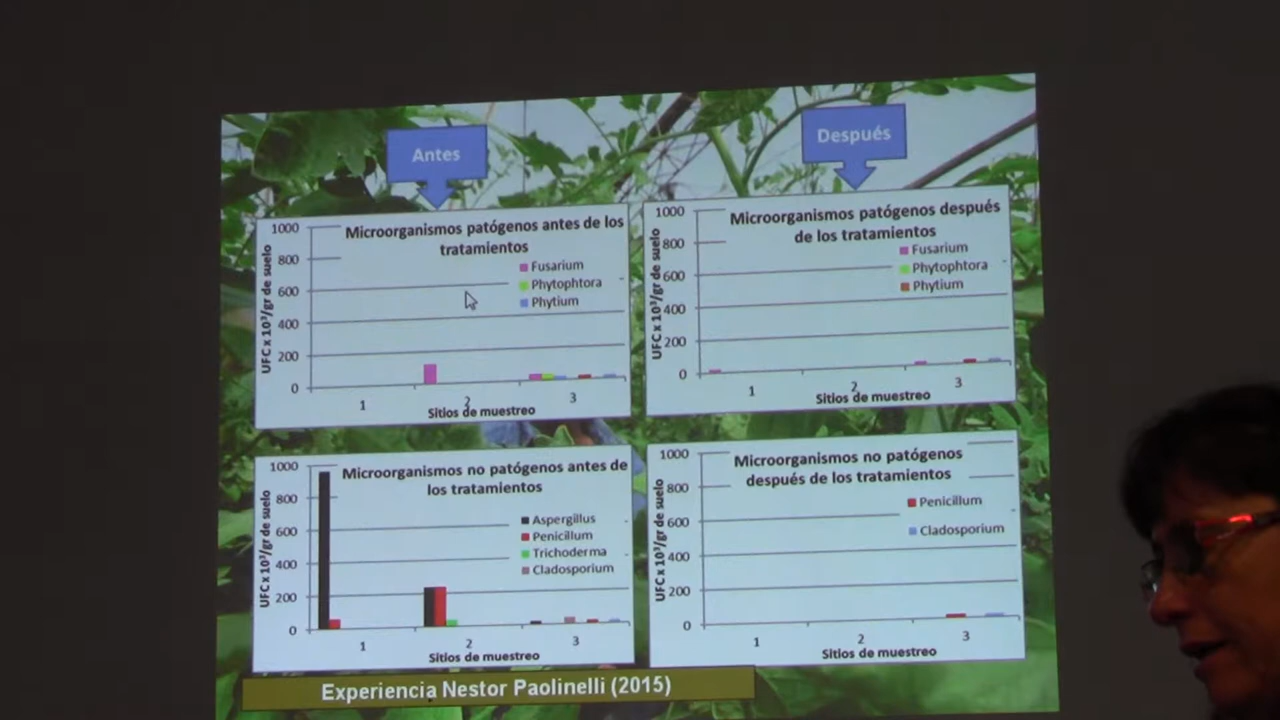 Antes
Después
Microorganismos patógenos antes de los
tratamientos
UFC x 10³/gr de suelo
1000
800
600
400
200
0
Fusarium
Phytophtora
Phytium
1
2
3
Sitios de muestreo
Microorganismos patógenos después
de los tratamientos
UFC x 10³/gr de suelo
1000
800
600
400
200
0
Fusarium
Phytophtora
Phytium
1
2
3
Sitios de muestreo
Microorganismos no patógenos antes de
los tratamientos
UFC x 10³/gr de suelo
1000
800
600
400
200
0
Aspergillus
Penicillum
Trichoderma
Cladosporium
1
2
3
Sitios de muestreo
Microorganismos no patógenos
después de los tratamientos
UFC x 10³/gr de suelo
1000
800
600
400
200
0
Penicillum
Cladosporium
1
2
3
Sitios de muestreo
Experiencia Nestor Paolinelli (2015)